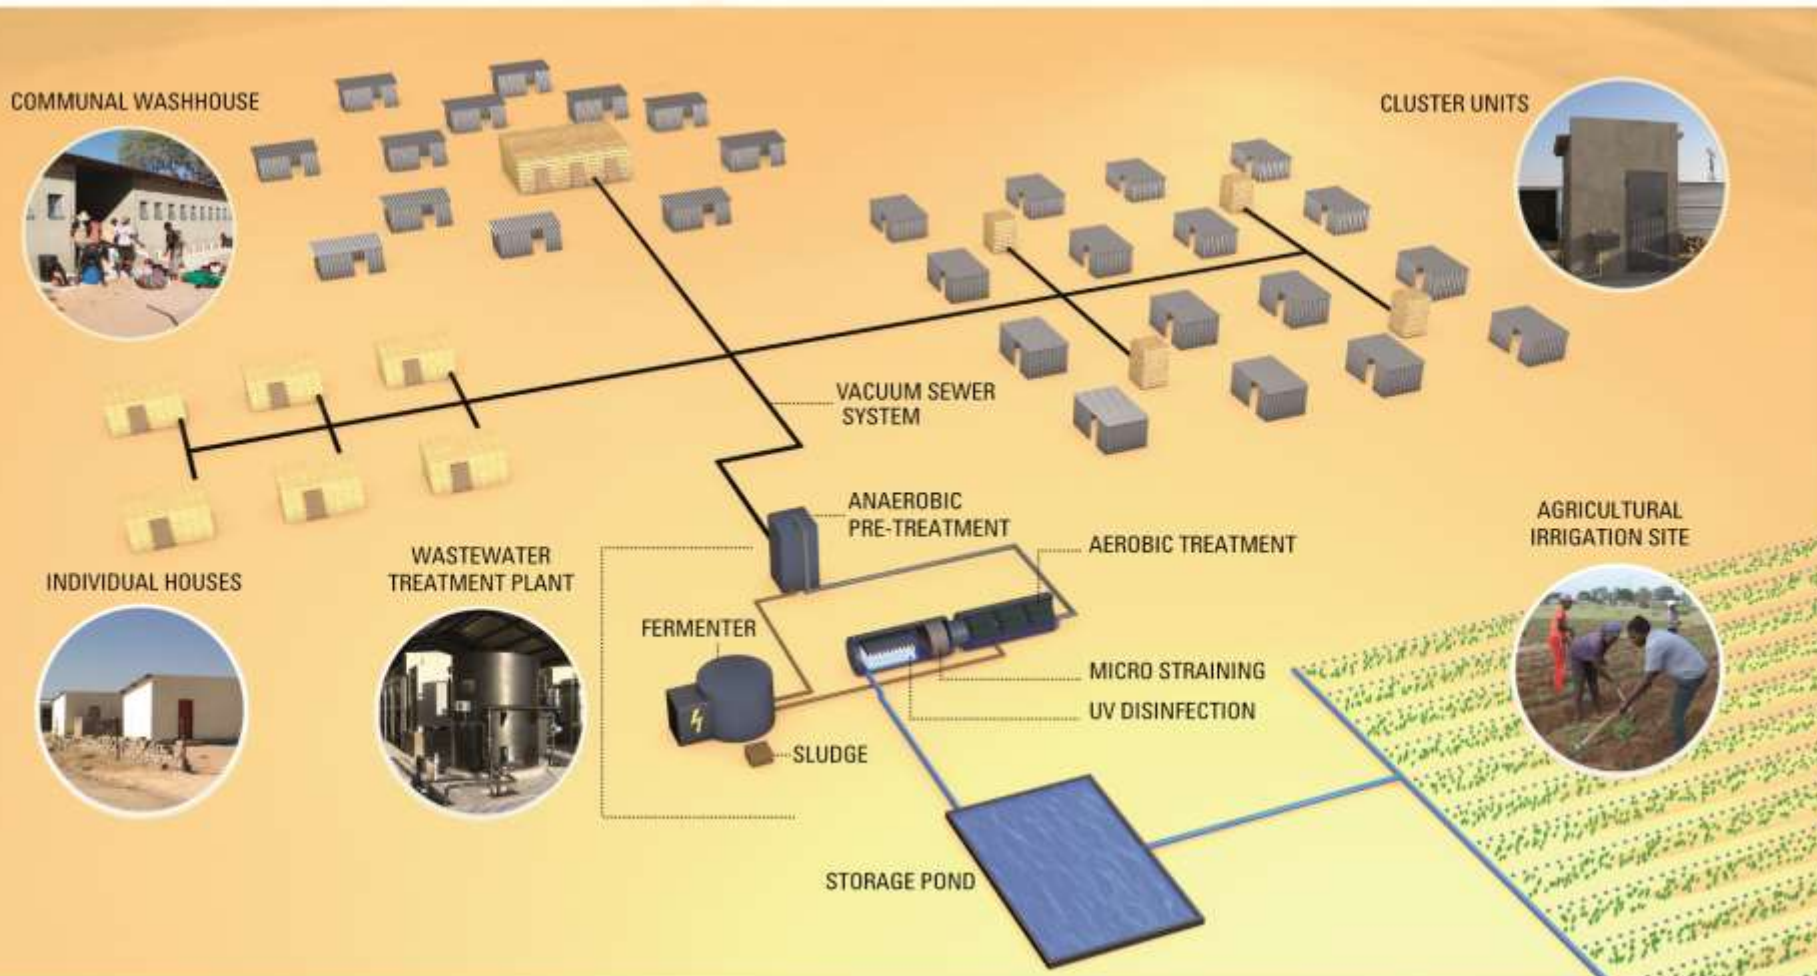 COMMUNAL WASHHOUSE
CLUSTER UNITS
VACUUM SEWER
SYSTEM
ANAEROBIC
PRE-TREATMENT
AGRICULTURAL
IRRIGATION SITE
WASTEWATER
TREATMENT PLANT
AEROBIC TREATMENT
INDIVIDUAL HOUSES
FERMENTER
MICRO STRAINING
UV DISINFECTION
SLUDGE
STORAGE POND